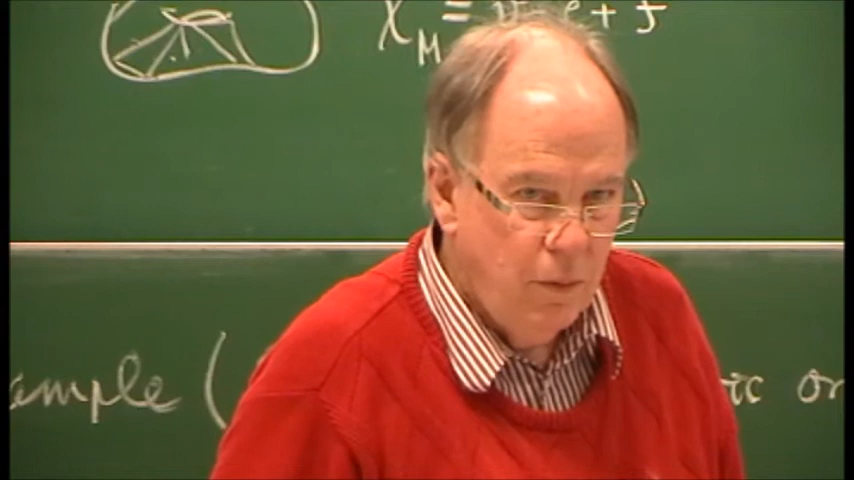 χ_M = v - e + f
ample (
ic or